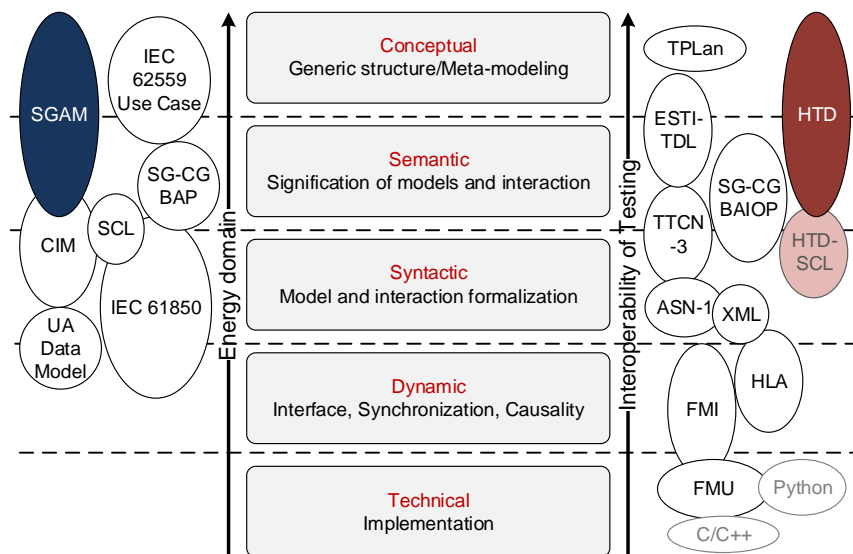 SGAM
IEC
62559
Use Case
SG-CG
BAP
SCL
CIM
IEC 61850
UA
Data
Model
Energy domain
Conceptual
Generic structure/Meta-modeling
Semantic
Signification of models and interaction
Syntactic
Model and interaction formalization
Dynamic
Interface, Synchronization, Causality
Technical
Implementation
Interoperability of Testing
TPLan
ESTI-
TDL
HTD
SG-CG
BAIOP
TTCN
-3
HTD-
SCL
ASN-1
XML
HLA
FMI
FMU
Python
C/C++